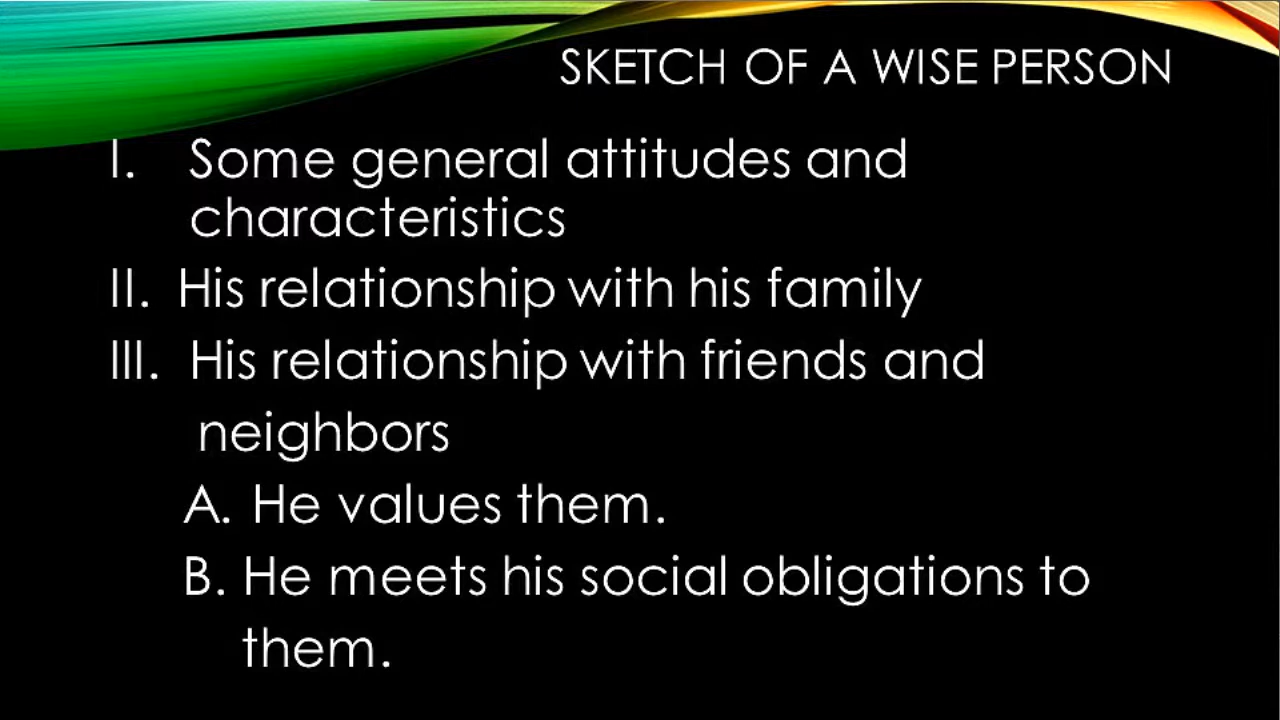 SKETCH OF A WISE PERSON
I. Some general attitudes and
characteristics
II. His relationship with his family
III. His relationship with friends and
neighbors
A. He values them.
B. He meets his social obligations to
them.